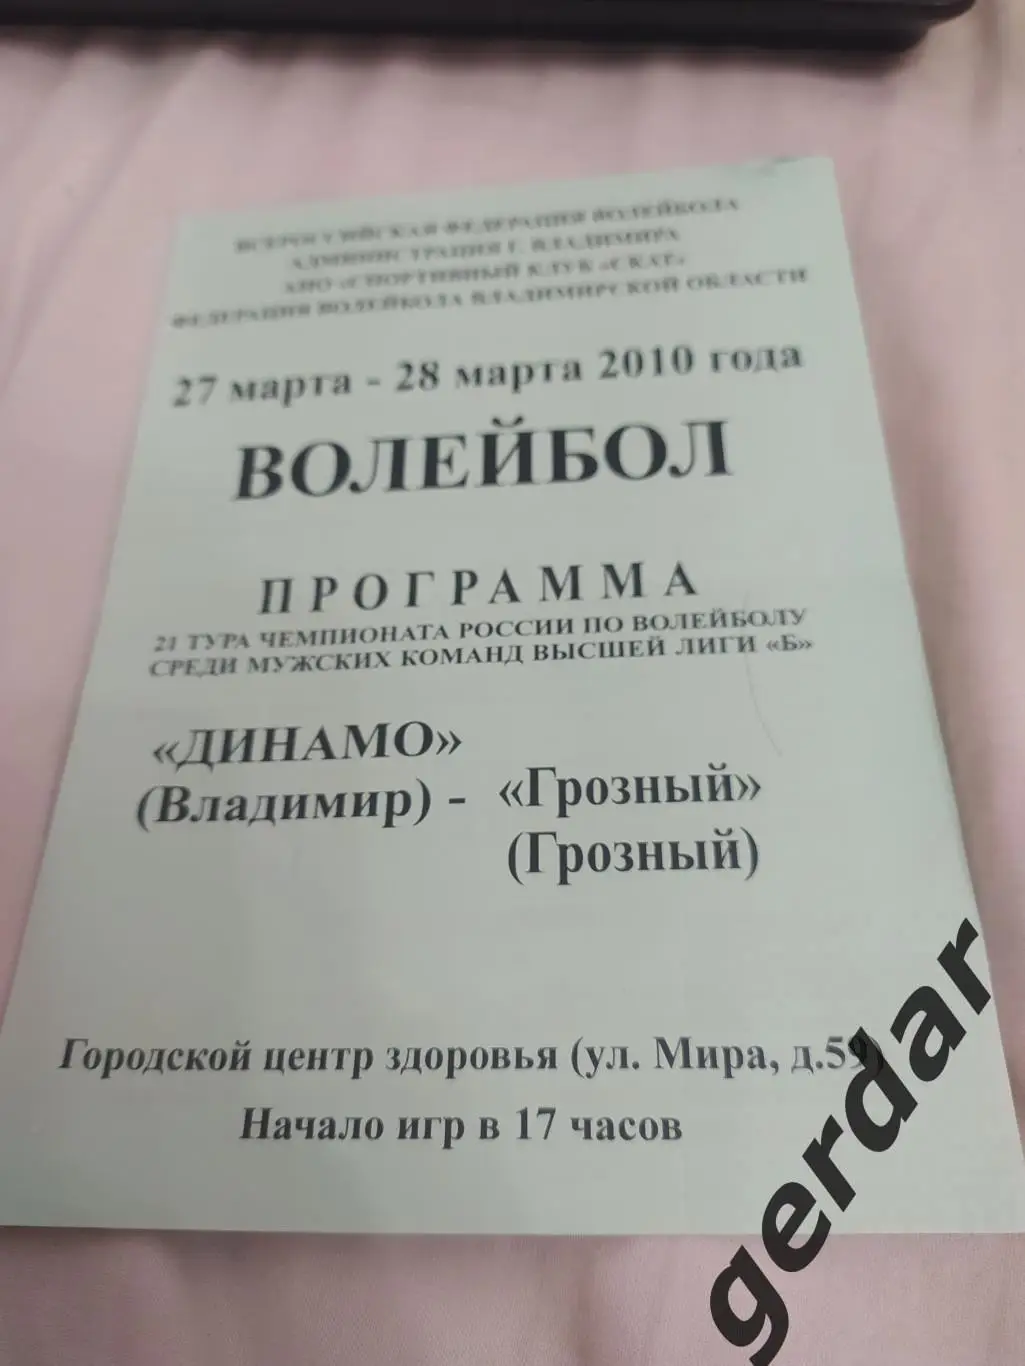 ВСЕРОССИЙСКАЯ ФЕДЕРАЦИЯ ВОЛЕЙБОЛА
АДМИНИСТРАЦИЯ Г. ВЛАДИМИРА
АНО «СПОРТИВНЫЙ КЛУБ «СКАТ»
ФЕДЕРАЦИЯ ВОЛЕЙБОЛА ВЛАДИМИРСКОЙ ОБЛАСТИ
27 марта - 28 марта 2010 года
ВОЛЕЙБОЛ
ПРОГРАММА
21 ТУРА ЧЕМПИОНАТА РОССИИ ПО ВОЛЕЙБОЛУ
СРЕДИ МУЖСКИХ КОМАНД ВЫСШЕЙ ЛИГИ «Б»
«ДИНАМО»
(Владимир) - «Грозный»
(Грозный)
Городской центр здоровья (ул. Мира, д.59)
Начало игр в 17 часов
gerdar